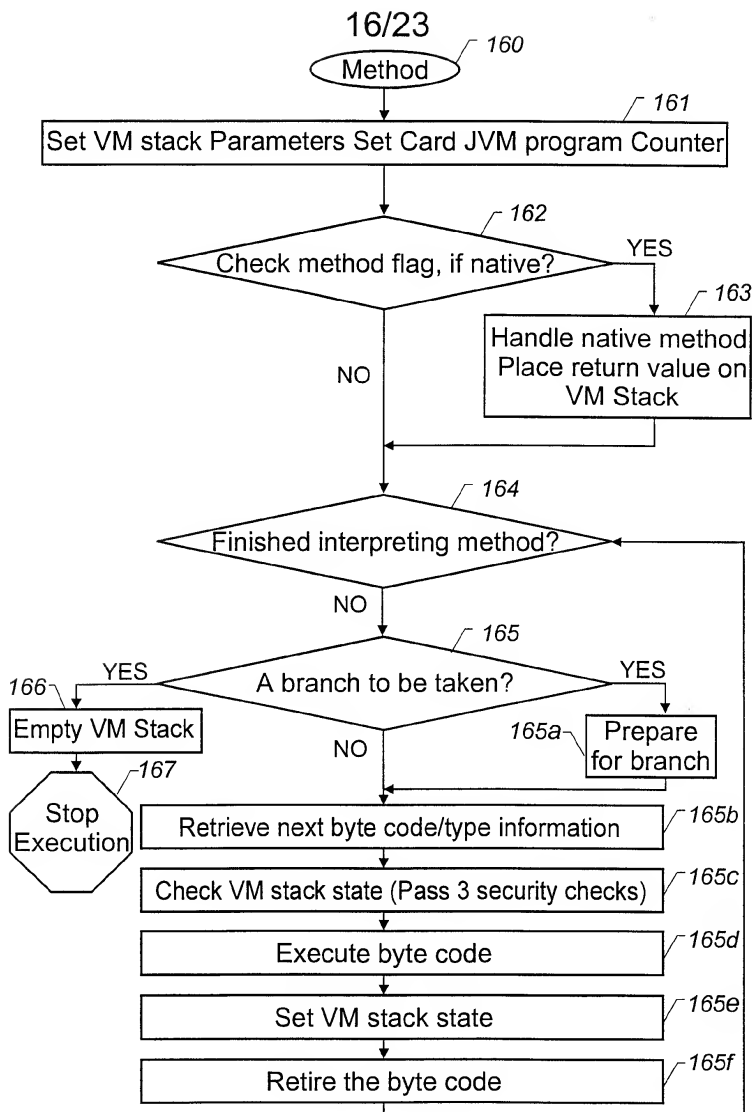 16/23
160
Method
161
Set VM stack Parameters Set Card JVM program Counter
162
Check method flag, if native?
YES
163
Handle native method
Place return value on
VM Stack
NO
164
Finished interpreting method?
NO
165
YES
A branch to be taken?
YES
166
Empty VM Stack
165a
Prepare
for branch
NO
167
Stop
Execution
165b
Retrieve next byte code/type information
165c
Check VM stack state (Pass 3 security checks)
165d
Execute byte code
165e
Set VM stack state
165f
Retire the byte code